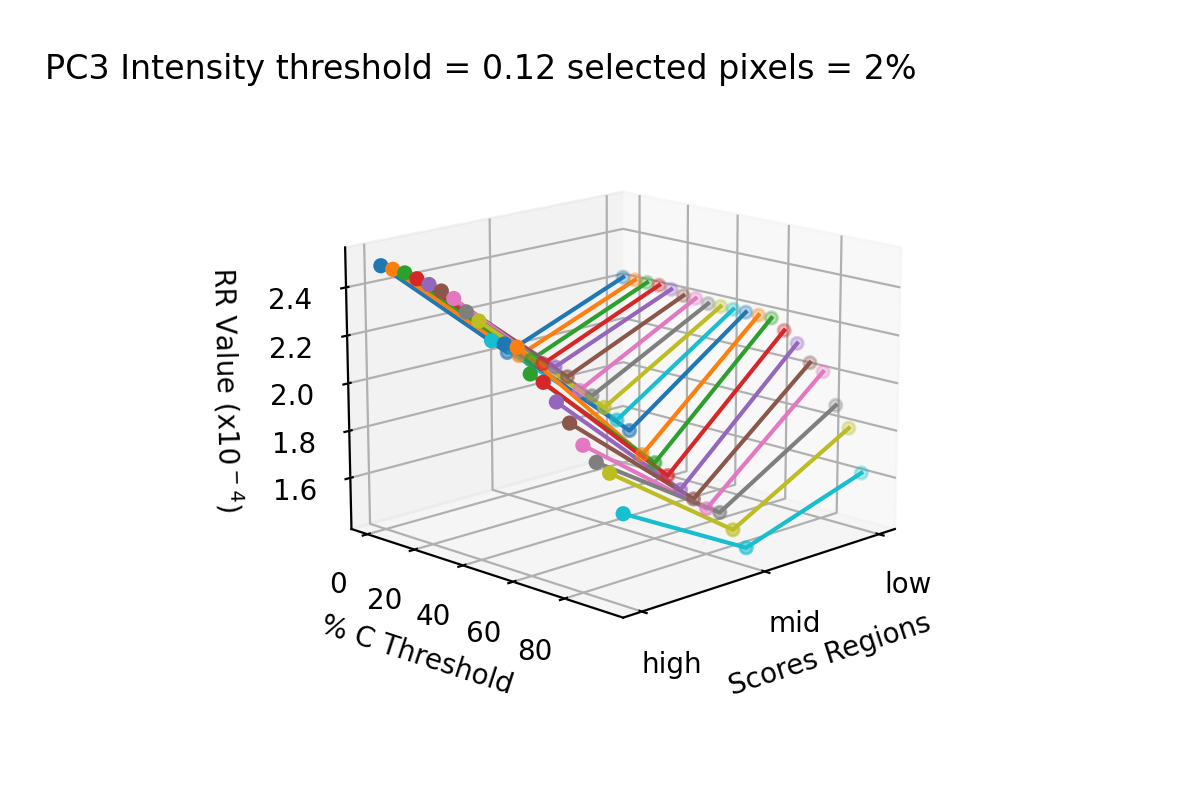 PC3 Intensity threshold = 0.12 selected pixels = 2%
RR Value (x10⁻⁴)
2.4
2.2
2.0
1.8
1.6
0
20
40
60
80
% C Threshold
high
mid
low
Scores Regions